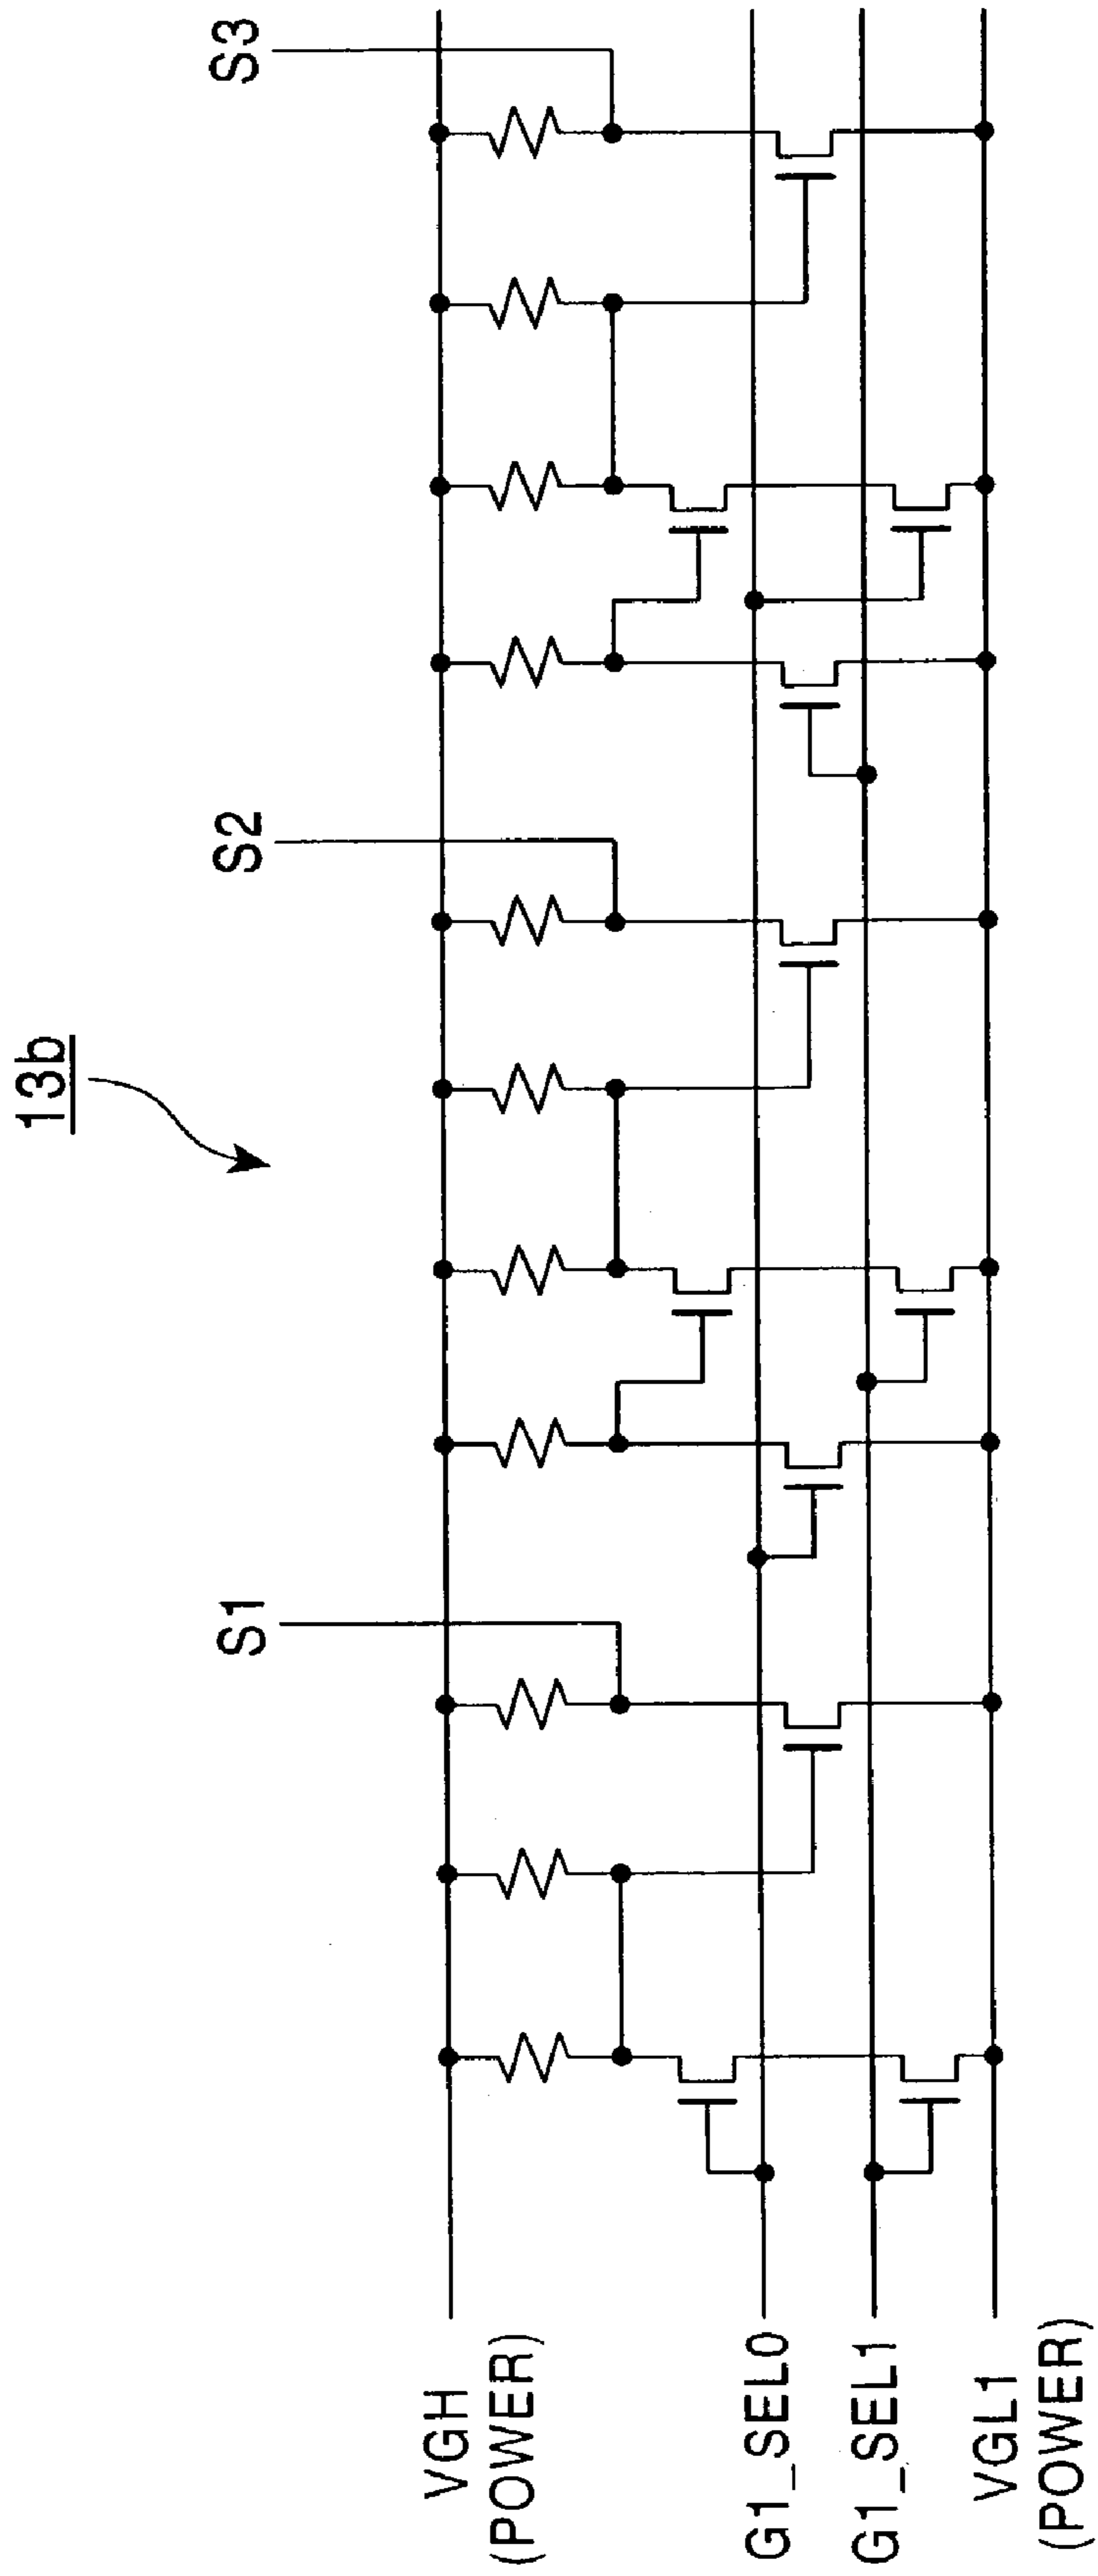 13b
S1
S2
S3
VGH
(POWER)
G1_SEL0
G1_SEL1
VGL1
(POWER)